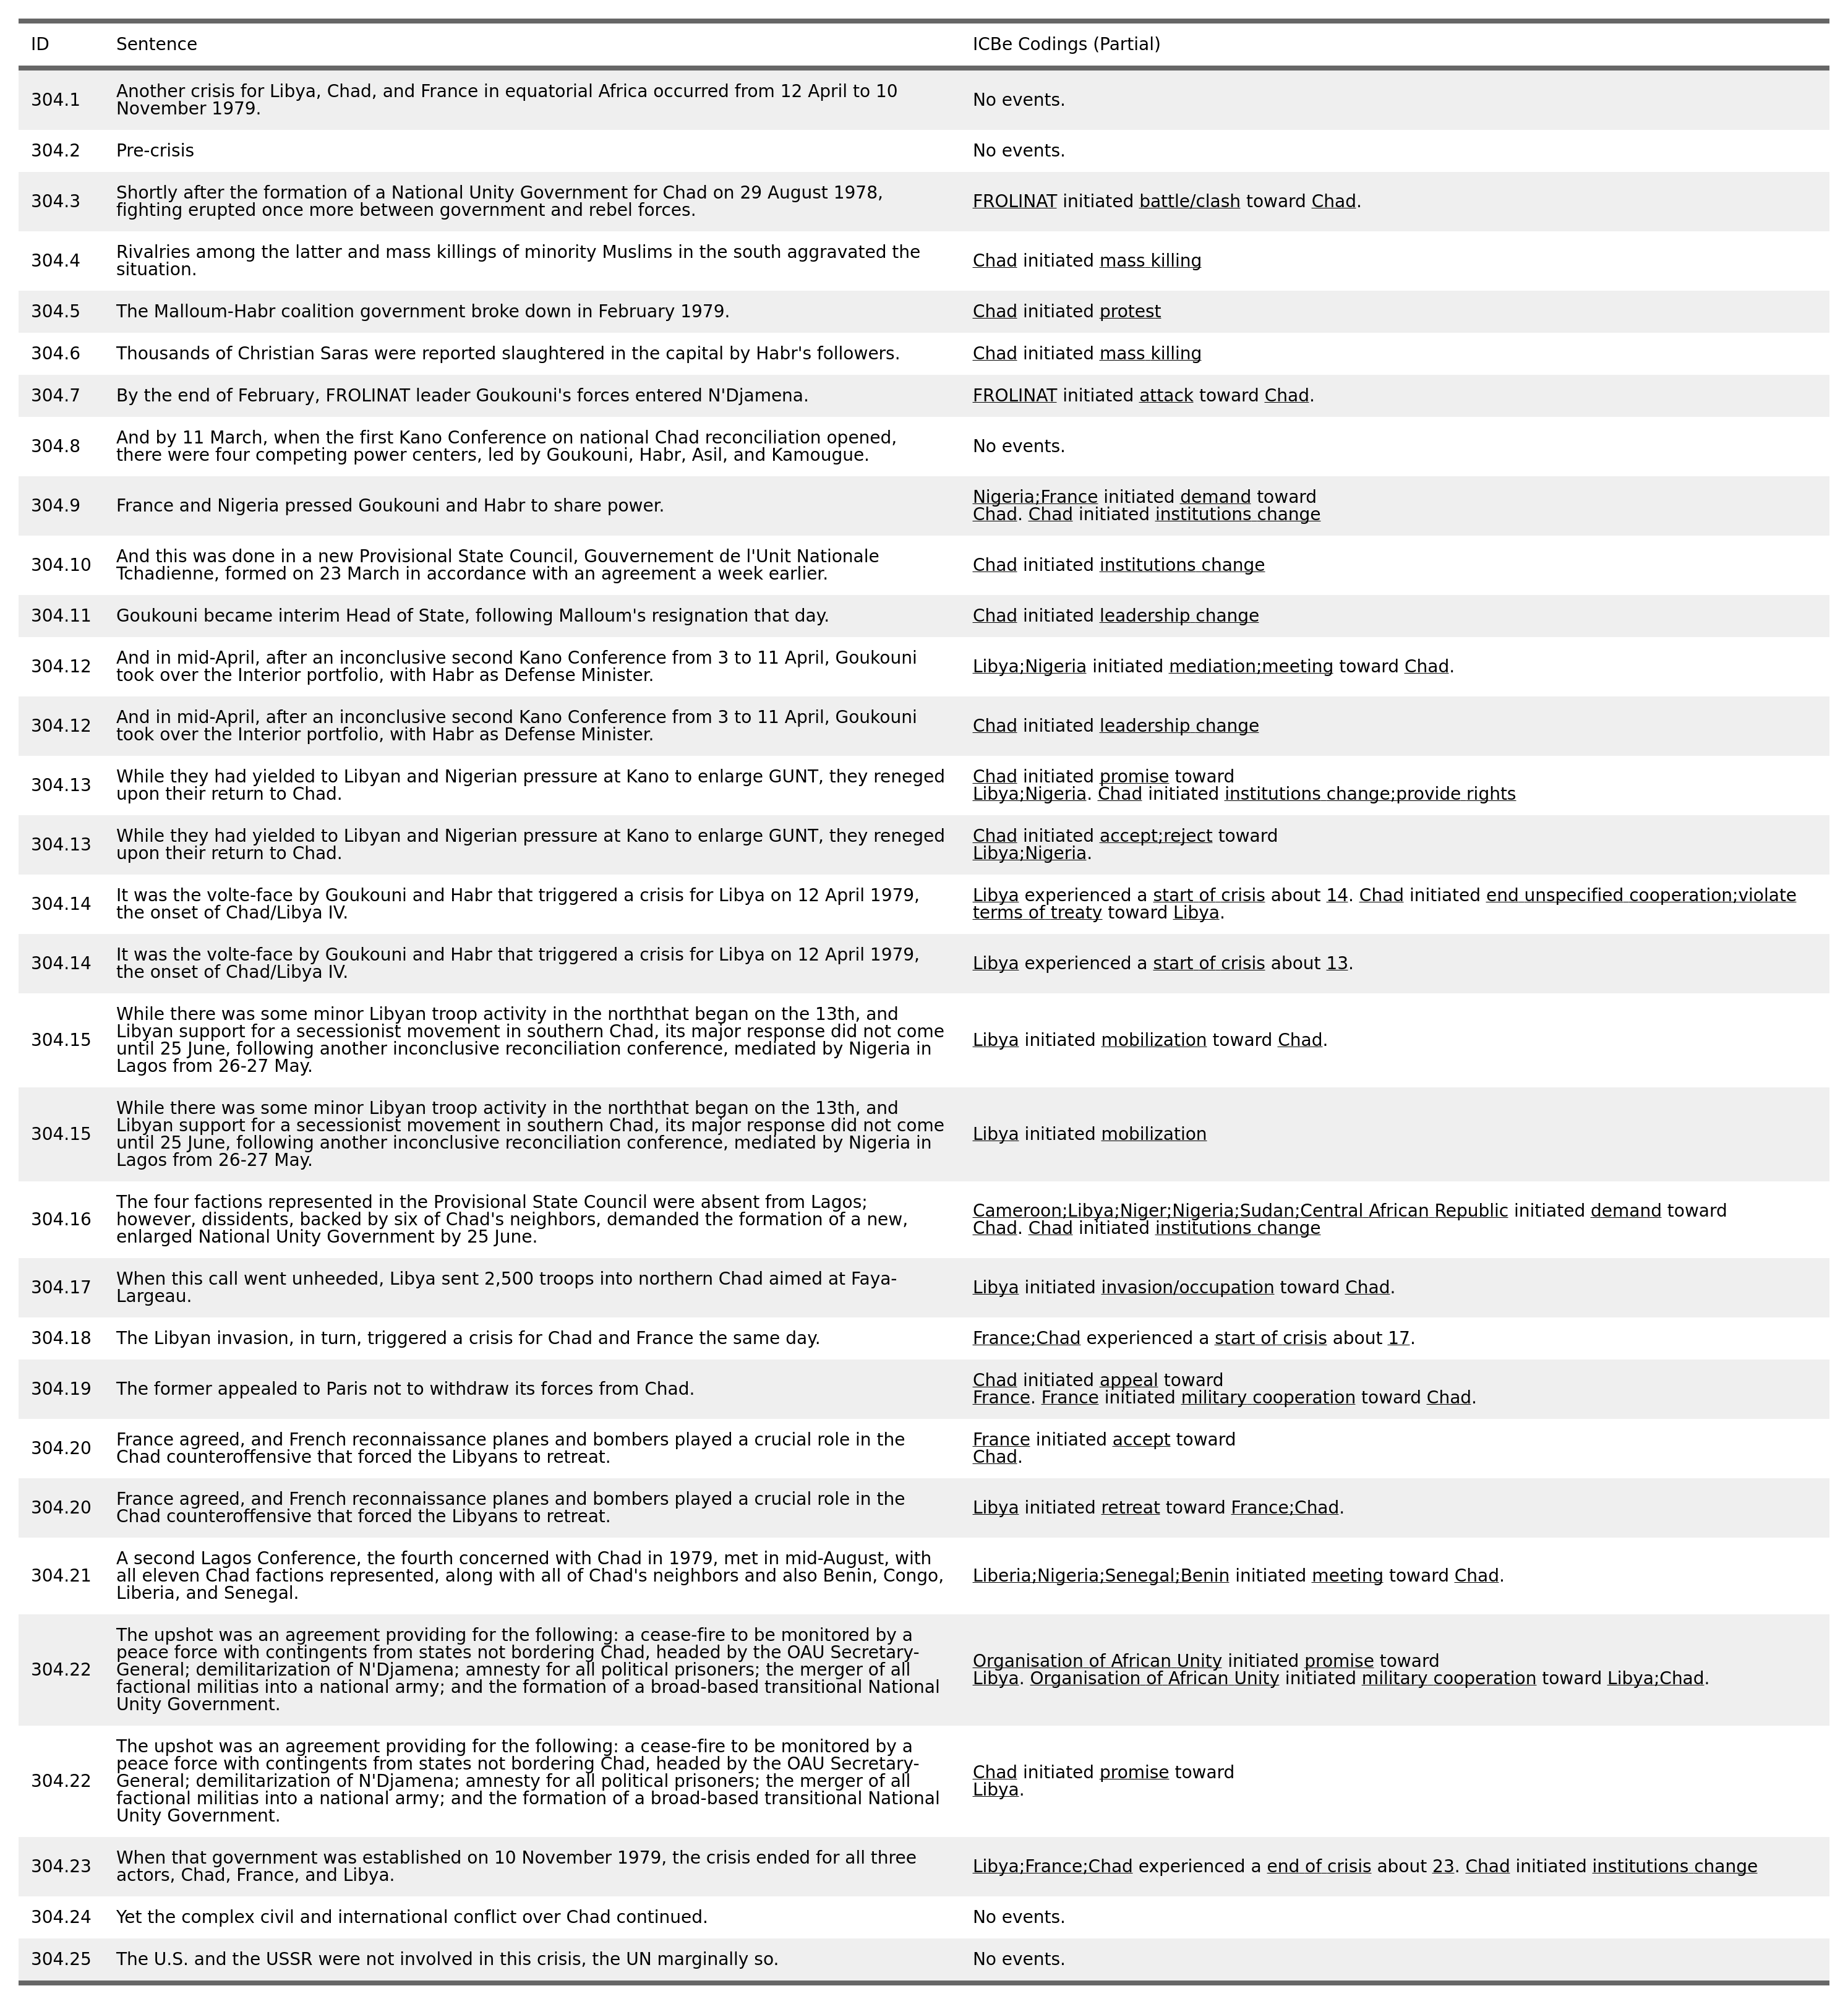 ID Sentence ICBe Codings (Partial)
304.1 Another crisis for Libya, Chad, and France in equatorial Africa occurred from 12 April to 10
November 1979. No events.
304.2 Pre-crisis No events.
304.3 Shortly after the formation of a National Unity Government for Chad on 29 August 1978,
fighting erupted once more between government and rebel forces. FROLINAT initiated battle/clash toward Chad.
304.4 Rivalries among the latter and mass killings of minority Muslims in the south aggravated the
situation. Chad initiated mass killing
304.5 The Malloum-Habr coalition government broke down in February 1979. Chad initiated protest
304.6 Thousands of Christian Saras were reported slaughtered in the capital by Habr's followers. Chad initiated mass killing
304.7 By the end of February, FROLINAT leader Goukouni's forces entered N'Djamena. FROLINAT initiated attack toward Chad.
304.8 And by 11 March, when the first Kano Conference on national Chad reconciliation opened,
there were four competing power centers, led by Goukouni, Habr, Asil, and Kamougue. No events.
304.9 France and Nigeria pressed Goukouni and Habr to share power. Nigeria;France initiated demand toward
Chad. Chad initiated institutions change
304.10 And this was done in a new Provisional State Council, Gouvernement de l'Unit Nationale
Tchadienne, formed on 23 March in accordance with an agreement a week earlier. Chad initiated institutions change
304.11 Goukouni became interim Head of State, following Malloum's resignation that day. Chad initiated leadership change
304.12 And in mid-April, after an inconclusive second Kano Conference from 3 to 11 April, Goukouni
took over the Interior portfolio, with Habr as Defense Minister. Libya;Nigeria initiated mediation;meeting toward Chad.
304.12 And in mid-April, after an inconclusive second Kano Conference from 3 to 11 April, Goukouni
took over the Interior portfolio, with Habr as Defense Minister. Chad initiated leadership change
304.13 While they had yielded to Libyan and Nigerian pressure at Kano to enlarge GUNT, they reneged
upon their return to Chad. Chad initiated promise toward
Libya;Nigeria. Chad initiated institutions change;provide rights
304.13 While they had yielded to Libyan and Nigerian pressure at Kano to enlarge GUNT, they reneged
upon their return to Chad. Chad initiated accept;reject toward
Libya;Nigeria.
304.14 It was the volte-face by Goukouni and Habr that triggered a crisis for Libya on 12 April 1979,
the onset of Chad/Libya IV. Libya experienced a start of crisis about 14. Chad initiated end unspecified cooperation;violate
terms of treaty toward Libya.
304.14 It was the volte-face by Goukouni and Habr that triggered a crisis for Libya on 12 April 1979,
the onset of Chad/Libya IV. Libya experienced a start of crisis about 13.
304.15 While there was some minor Libyan troop activity in the norththat began on the 13th, and
Libyan support for a secessionist movement in southern Chad, its major response did not come
until 25 June, following another inconclusive reconciliation conference, mediated by Nigeria in
Lagos from 26-27 May. Libya initiated mobilization toward Chad.
304.15 While there was some minor Libyan troop activity in the norththat began on the 13th, and
Libyan support for a secessionist movement in southern Chad, its major response did not come
until 25 June, following another inconclusive reconciliation conference, mediated by Nigeria in
Lagos from 26-27 May. Libya initiated mobilization
304.16 The four factions represented in the Provisional State Council were absent from Lagos;
however, dissidents, backed by six of Chad's neighbors, demanded the formation of a new,
enlarged National Unity Government by 25 June. Cameroon;Libya;Niger;Nigeria;Sudan;Central African Republic initiated demand toward
Chad. Chad initiated institutions change
304.17 When this call went unheeded, Libya sent 2,500 troops into northern Chad aimed at Faya-
Largeau. Libya initiated invasion/occupation toward Chad.
304.18 The Libyan invasion, in turn, triggered a crisis for Chad and France the same day. France;Chad experienced a start of crisis about 17.
304.19 The former appealed to Paris not to withdraw its forces from Chad. Chad initiated appeal toward
France. France initiated military cooperation toward Chad.
304.20 France agreed, and French reconnaissance planes and bombers played a crucial role in the
Chad counteroffensive that forced the Libyans to retreat. France initiated accept toward
Chad.
304.20 France agreed, and French reconnaissance planes and bombers played a crucial role in the
Chad counteroffensive that forced the Libyans to retreat. Libya initiated retreat toward France;Chad.
304.21 A second Lagos Conference, the fourth concerned with Chad in 1979, met in mid-August, with
all eleven Chad factions represented, along with all of Chad's neighbors and also Benin, Congo,
Liberia, and Senegal. Liberia;Nigeria;Senegal;Benin initiated meeting toward Chad.
304.22 The upshot was an agreement providing for the following: a cease-fire to be monitored by a
peace force with contingents from states not bordering Chad, headed by the OAU Secretary-
General; demilitarization of N'Djamena; amnesty for all political prisoners; the merger of all
factional militias into a national army; and the formation of a broad-based transitional National
Unity Government. Organisation of African Unity initiated promise toward
Libya. Organisation of African Unity initiated military cooperation toward Libya;Chad.
304.22 The upshot was an agreement providing for the following: a cease-fire to be monitored by a
peace force with contingents from states not bordering Chad, headed by the OAU Secretary-
General; demilitarization of N'Djamena; amnesty for all political prisoners; the merger of all
factional militias into a national army; and the formation of a broad-based transitional National
Unity Government. Chad initiated promise toward
Libya.
304.23 When that government was established on 10 November 1979, the crisis ended for all three
actors, Chad, France, and Libya. Libya;France;Chad experienced a end of crisis about 23. Chad initiated institutions change
304.24 Yet the complex civil and international conflict over Chad continued. No events.
304.25 The U.S. and the USSR were not involved in this crisis, the UN marginally so. No events.